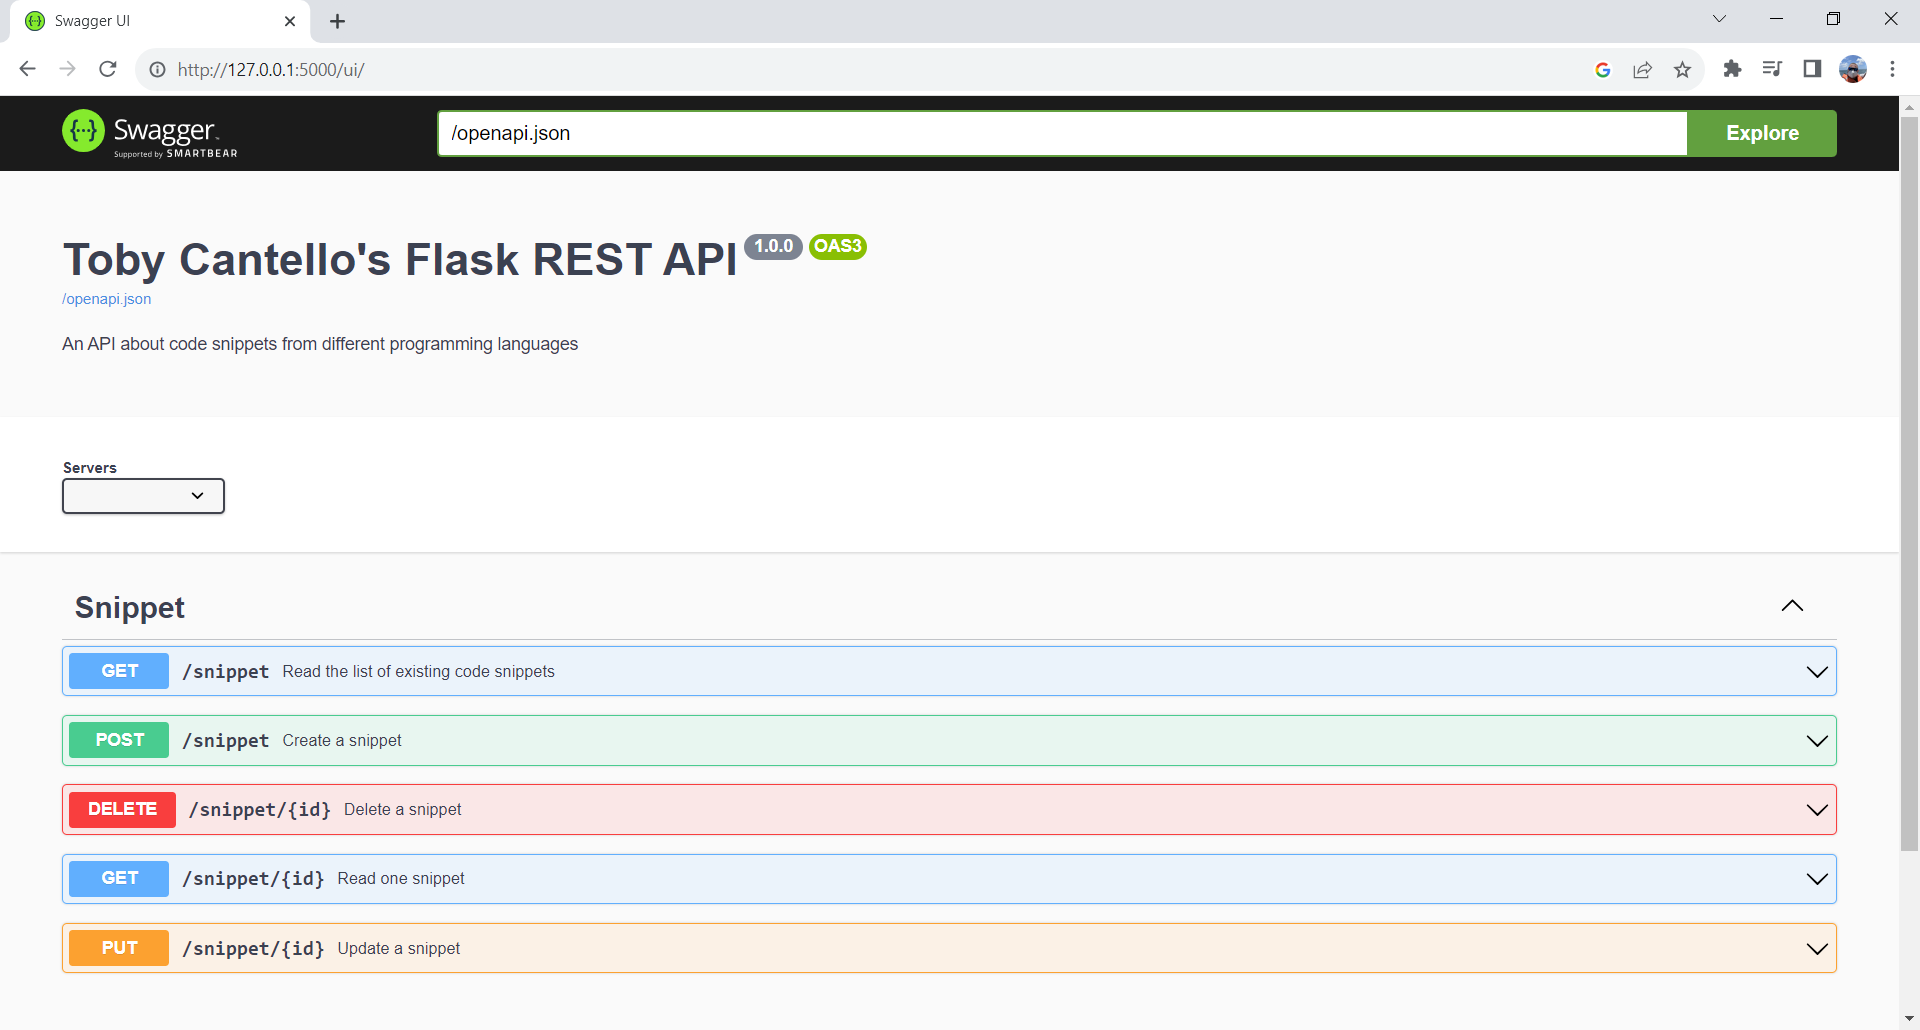 Swagger UI
http://127.0.0.1:5000/ui/
{···} Swagger™
Supported by SMARTBEAR
/openapi.json
Explore
Toby Cantello's Flask REST API 1.0.0 OAS3
/openapi.json
An API about code snippets from different programming languages
Servers
Snippet
GET /snippet Read the list of existing code snippets
POST /snippet Create a snippet
DELETE /snippet/{id} Delete a snippet
GET /snippet/{id} Read one snippet
PUT /snippet/{id} Update a snippet